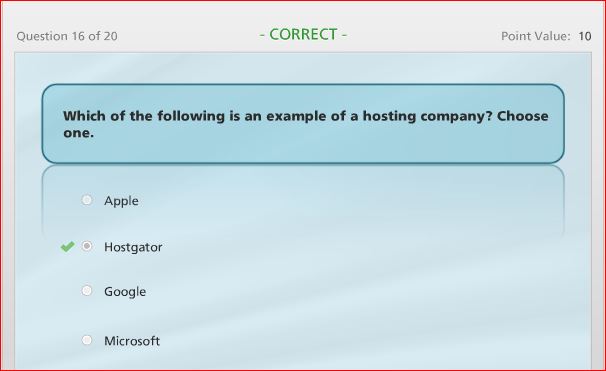 Question 16 of 20
- CORRECT -
Point Value: 10
Which of the following is an example of a hosting company? Choose
one.
Apple
Hostgator
Google
Microsoft